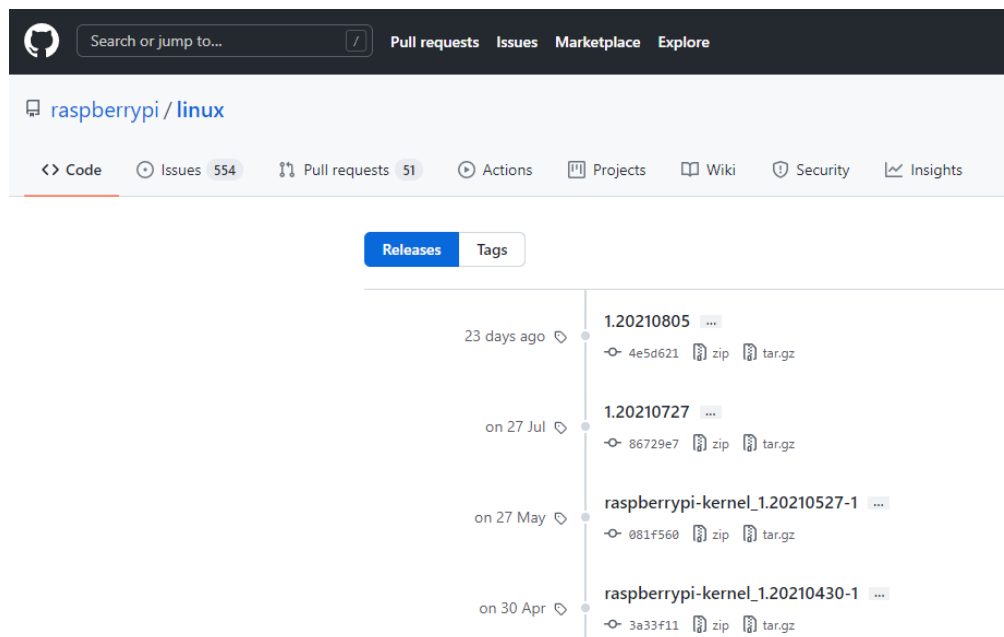 Search or jump to... / Pull requests Issues Marketplace Explore
raspberrypi / linux
<> Code Issues 554 Pull requests 51 Actions Projects Wiki Security Insights
Releases Tags
1.20210805 ...
23 days ago
4e5d621 zip tar.gz
1.20210727 ...
on 27 Jul
86729e7 zip tar.gz
raspberrypi-kernel_1.20210527-1 ...
on 27 May
081f560 zip tar.gz
raspberrypi-kernel_1.20210430-1 ...
on 30 Apr
3a33f11 zip tar.gz